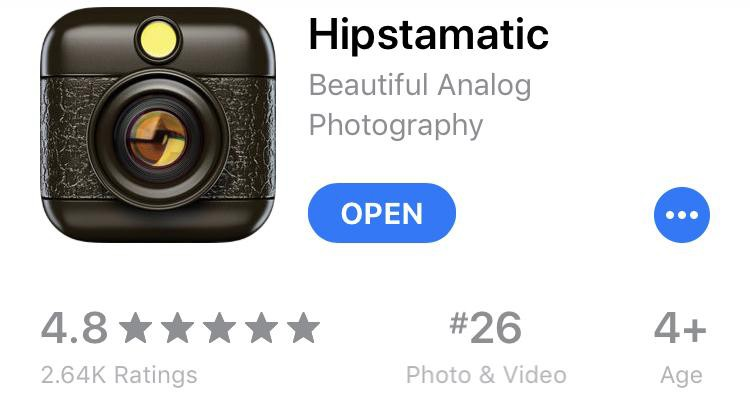 Hipstamatic
Beautiful Analog
Photography
OPEN
4.8 #26 4+
2.64K Ratings Photo & Video Age